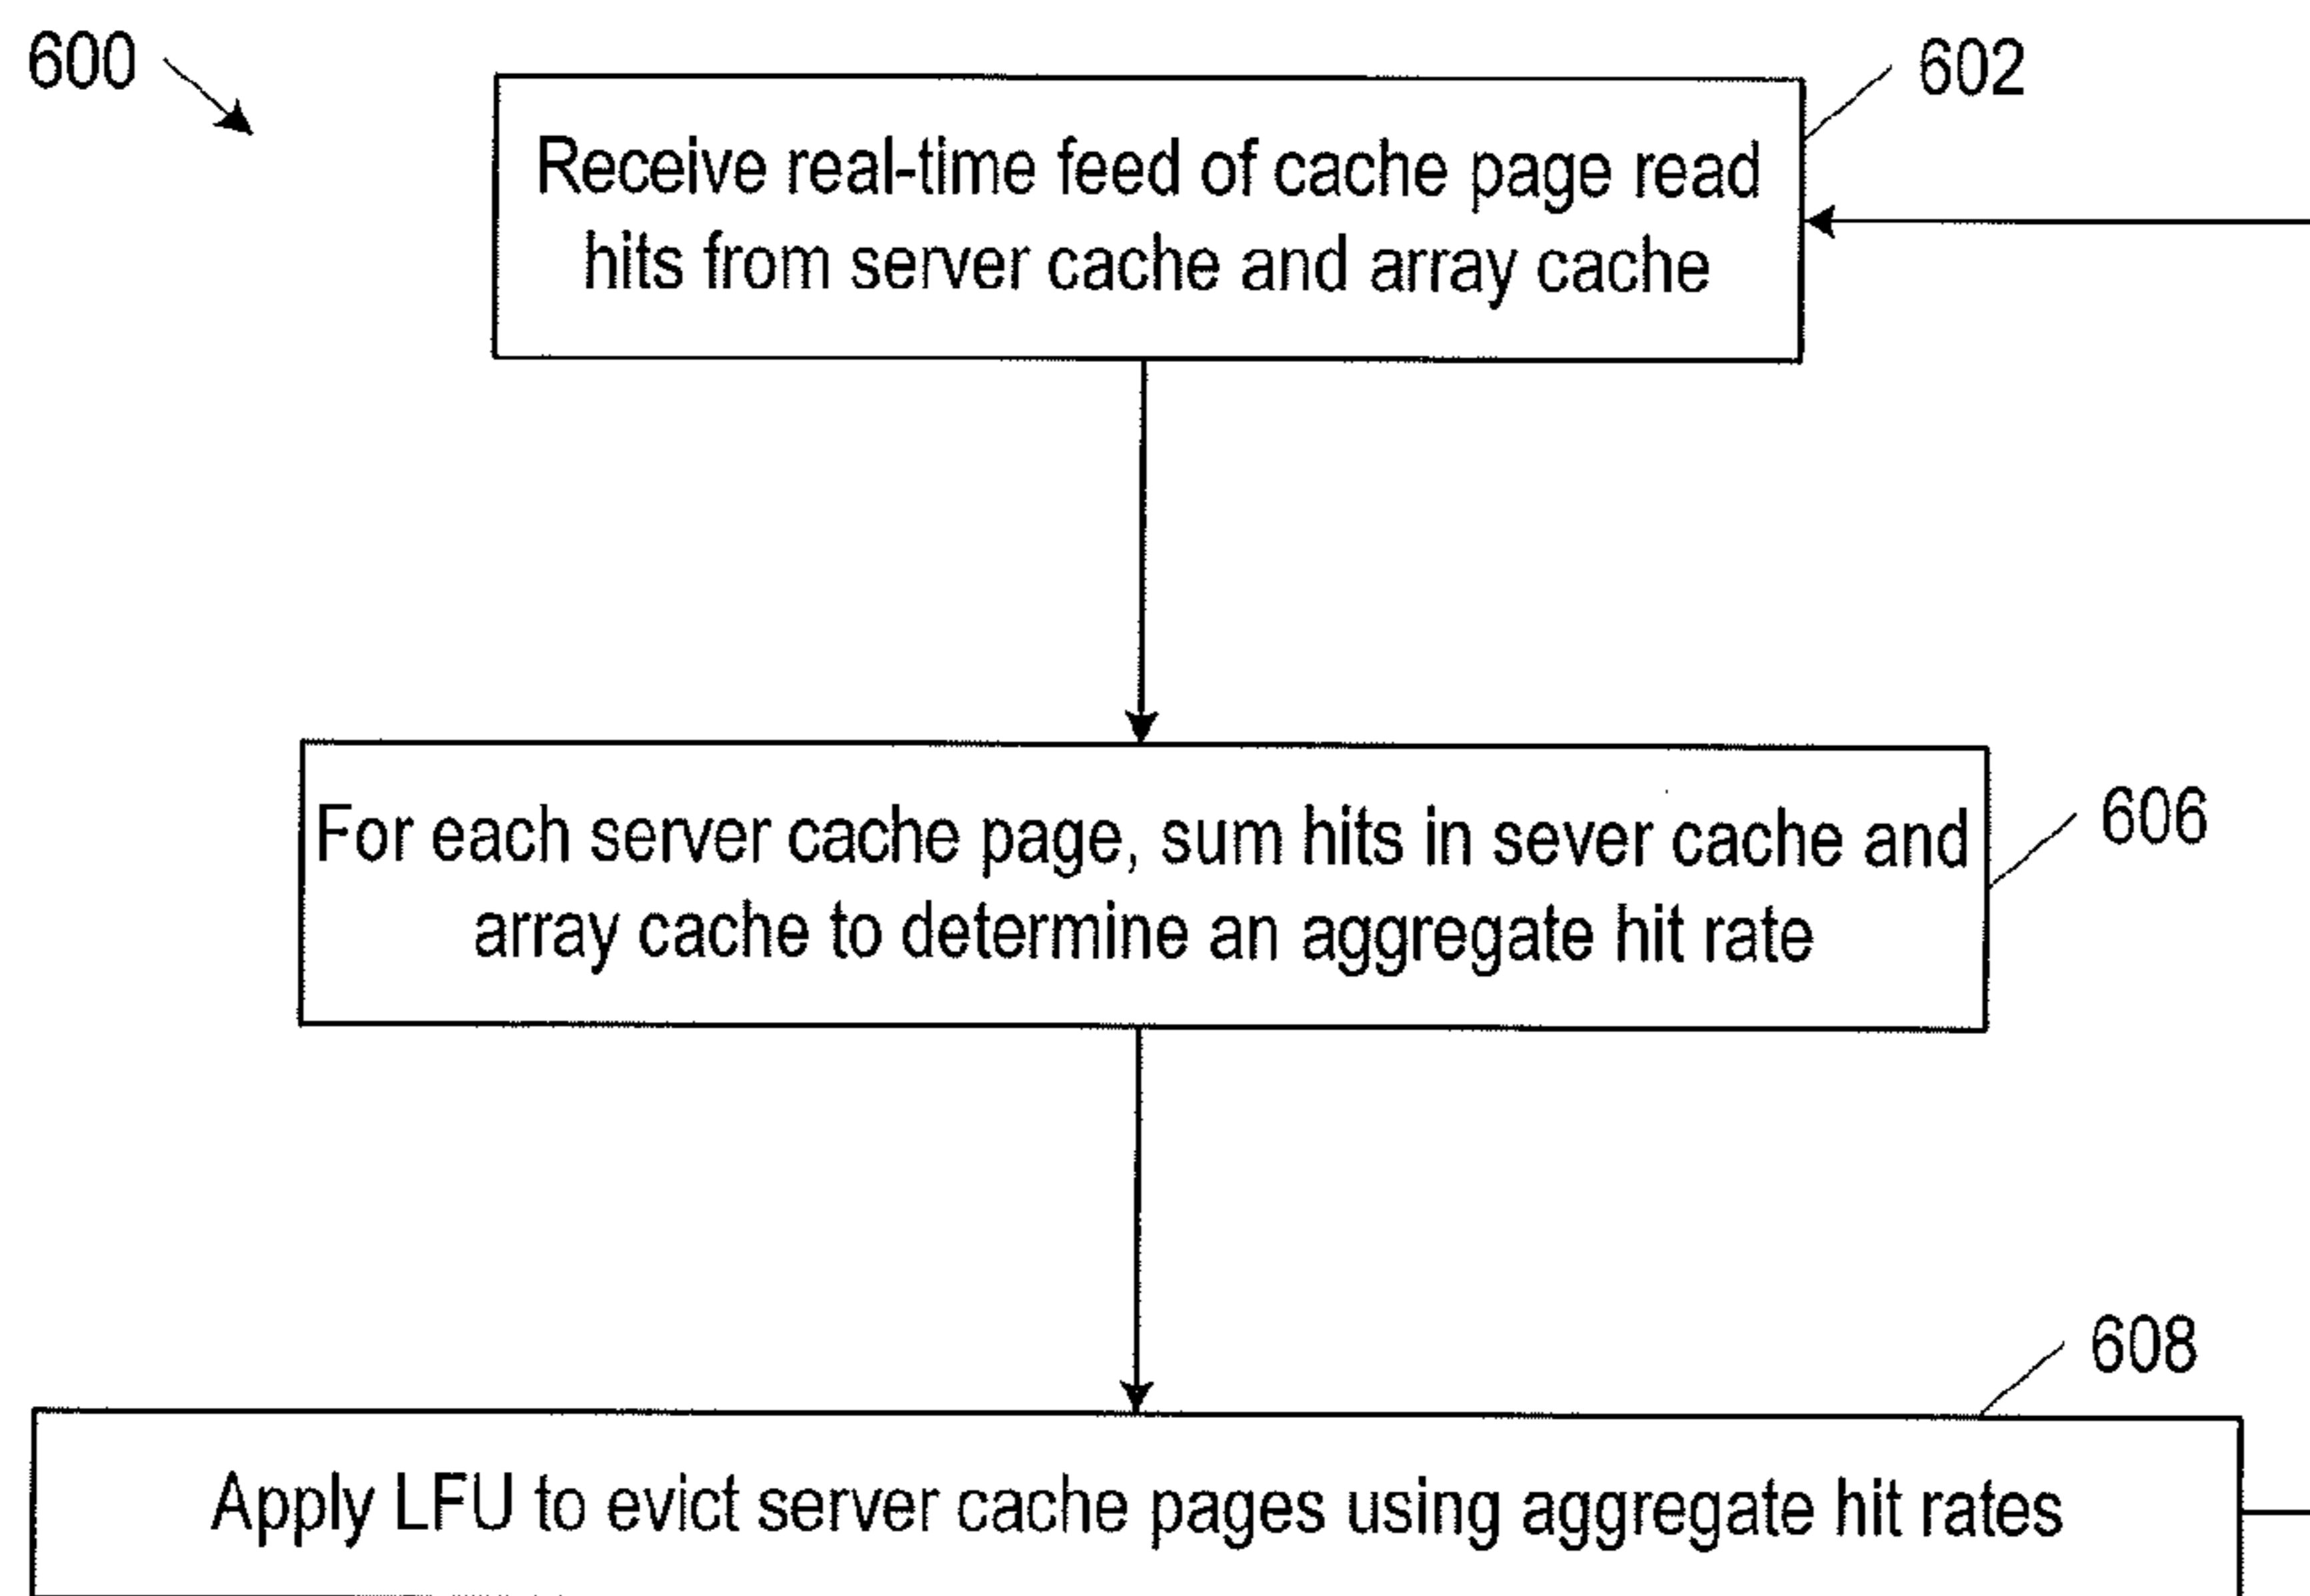 600
602
Receive real-time feed of cache page read
hits from server cache and array cache
606
For each server cache page, sum hits in sever cache and
array cache to determine an aggregate hit rate
608
Apply LFU to evict server cache pages using aggregate hit rates